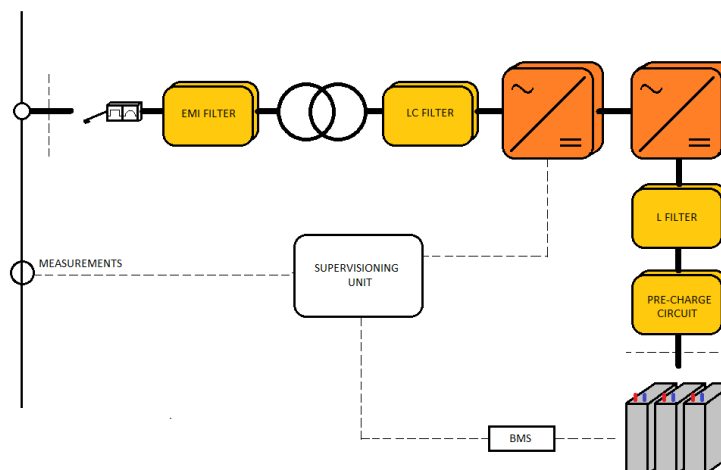 EMI FILTER
LC FILTER
L FILTER
MEASUREMENTS
SUPERVISIONING
UNIT
PRE-CHARGE
CIRCUIT
BMS